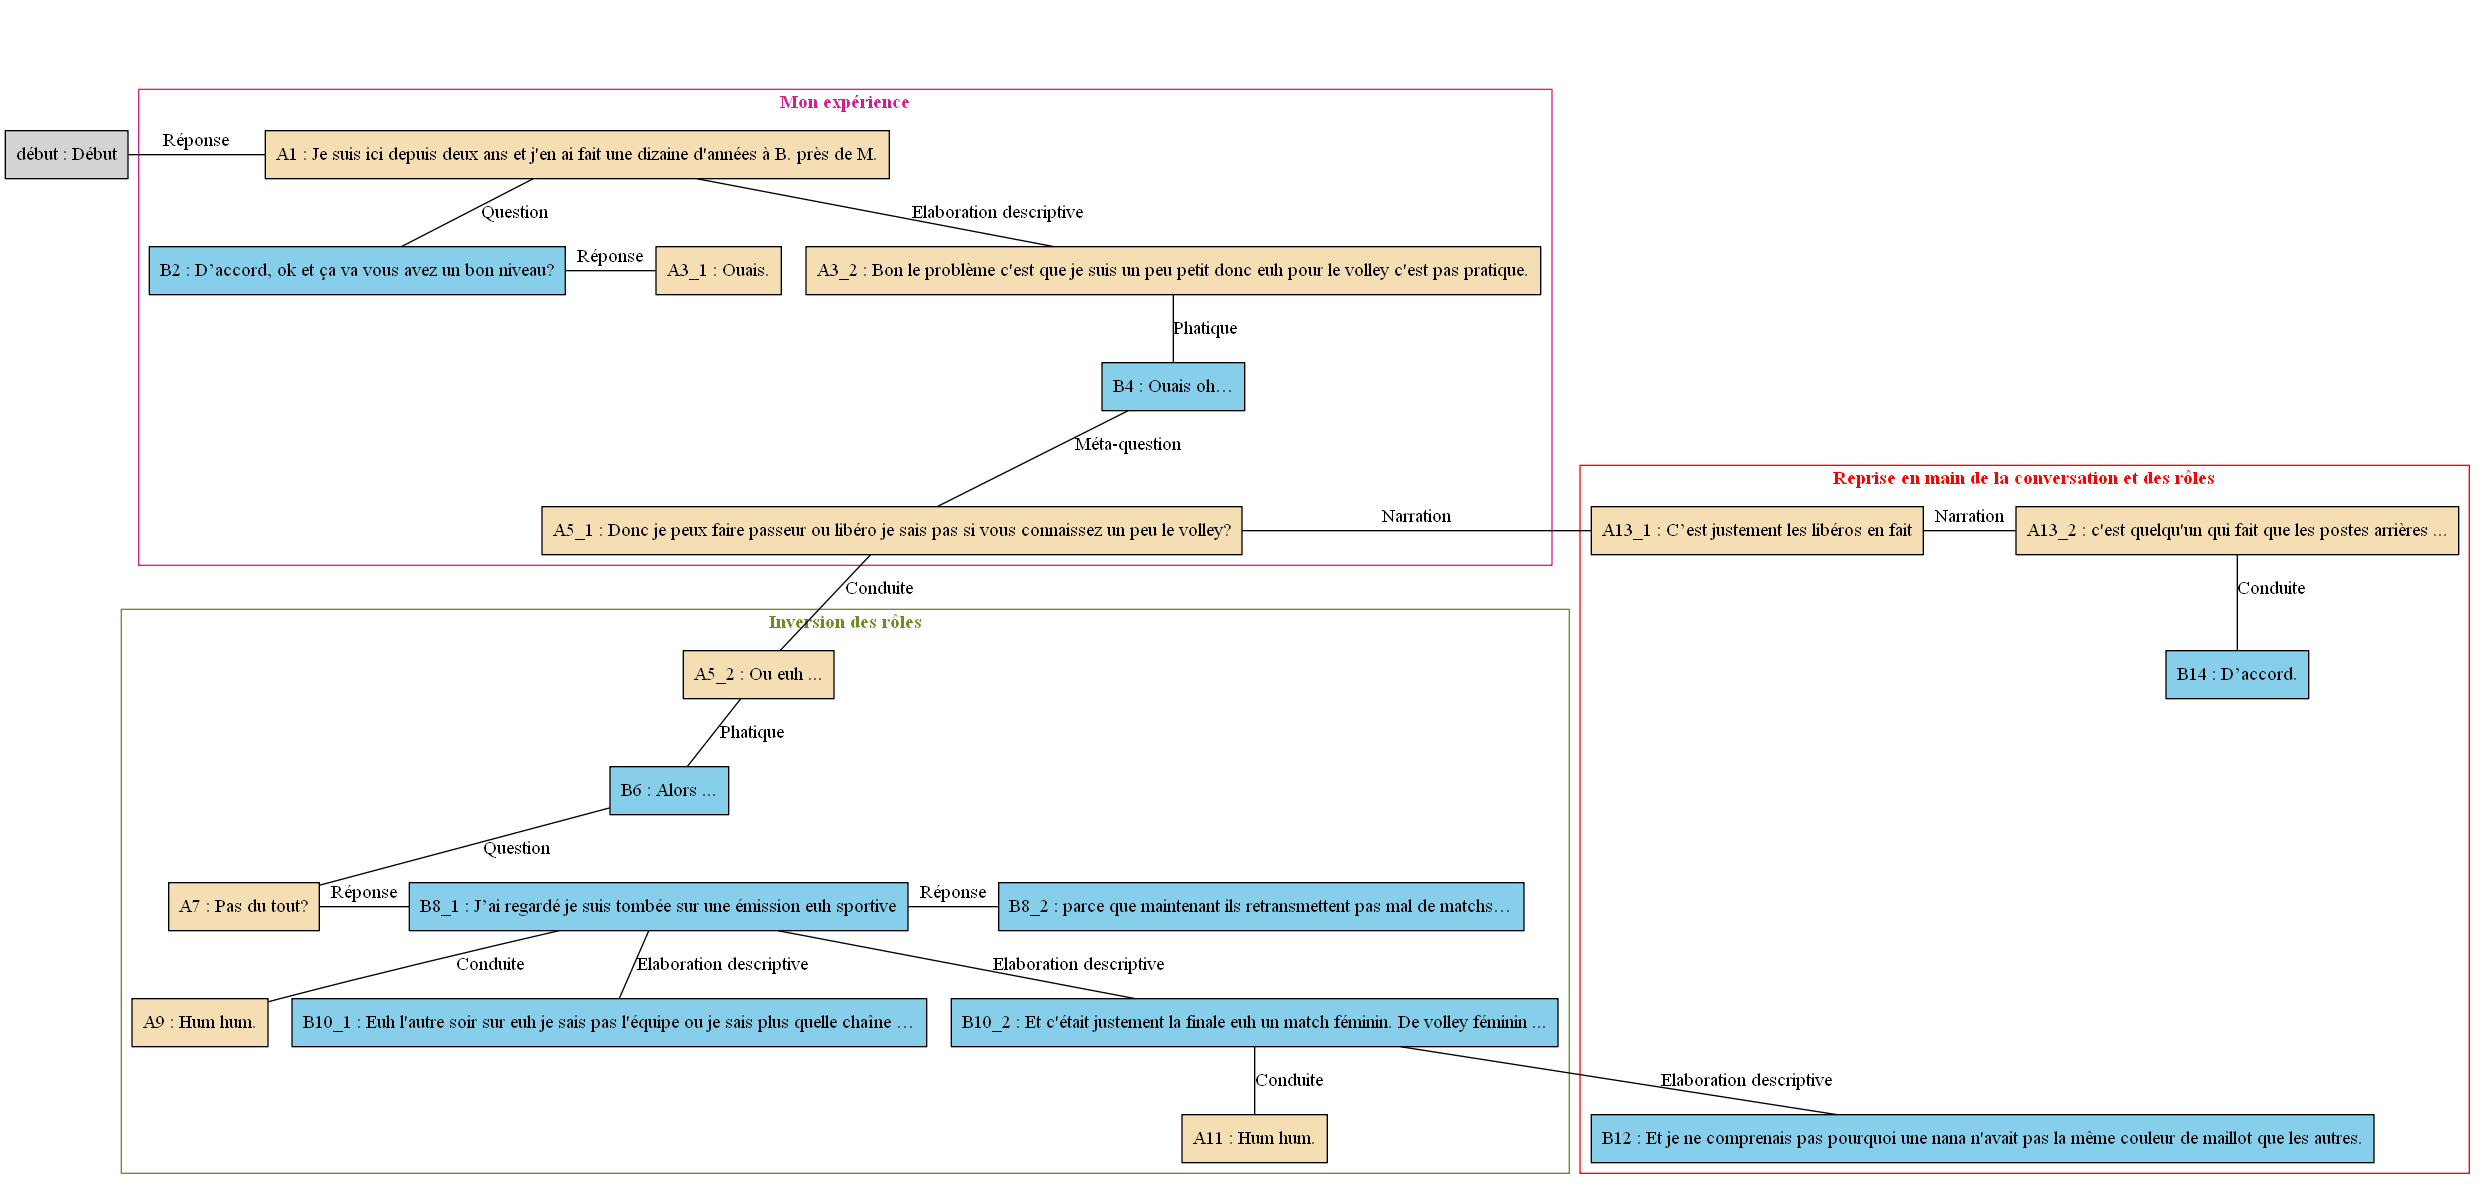 Mon expérience
début : Début
Réponse
A1 : Je suis ici depuis deux ans et j'en ai fait une dizaine d'années à B. près de M.
Question
Elaboration descriptive
B2 : D’accord, ok et ça va vous avez un bon niveau?
Réponse
A3_1 : Ouais.
A3_2 : Bon le problème c'est que je suis un peu petit donc euh pour le volley c'est pas pratique.
Phatique
B4 : Ouais oh…
Méta-question
A5_1 : Donc je peux faire passeur ou libéro je sais pas si vous connaissez un peu le volley?
Narration
Reprise en main de la conversation et des rôles
A13_1 : C’est justement les libéros en fait
Narration
A13_2 : c'est quelqu'un qui fait que les postes arrières ...
Conduite
Conduite
Inversion des rôles
A5_2 : Ou euh ...
B14 : D’accord.
Phatique
B6 : Alors ...
Question
A7 : Pas du tout?
Réponse
B8_1 : J’ai regardé je suis tombée sur une émission euh sportive
Réponse
B8_2 : parce que maintenant ils retransmettent pas mal de matchs…
Conduite
Elaboration descriptive
Elaboration descriptive
A9 : Hum hum.
B10_1 : Euh l'autre soir sur euh je sais pas l'équipe ou je sais plus quelle chaîne …
B10_2 : Et c'était justement la finale euh un match féminin. De volley féminin ...
Conduite
Elaboration descriptive
A11 : Hum hum.
B12 : Et je ne comprenais pas pourquoi une nana n'avait pas la même couleur de maillot que les autres.